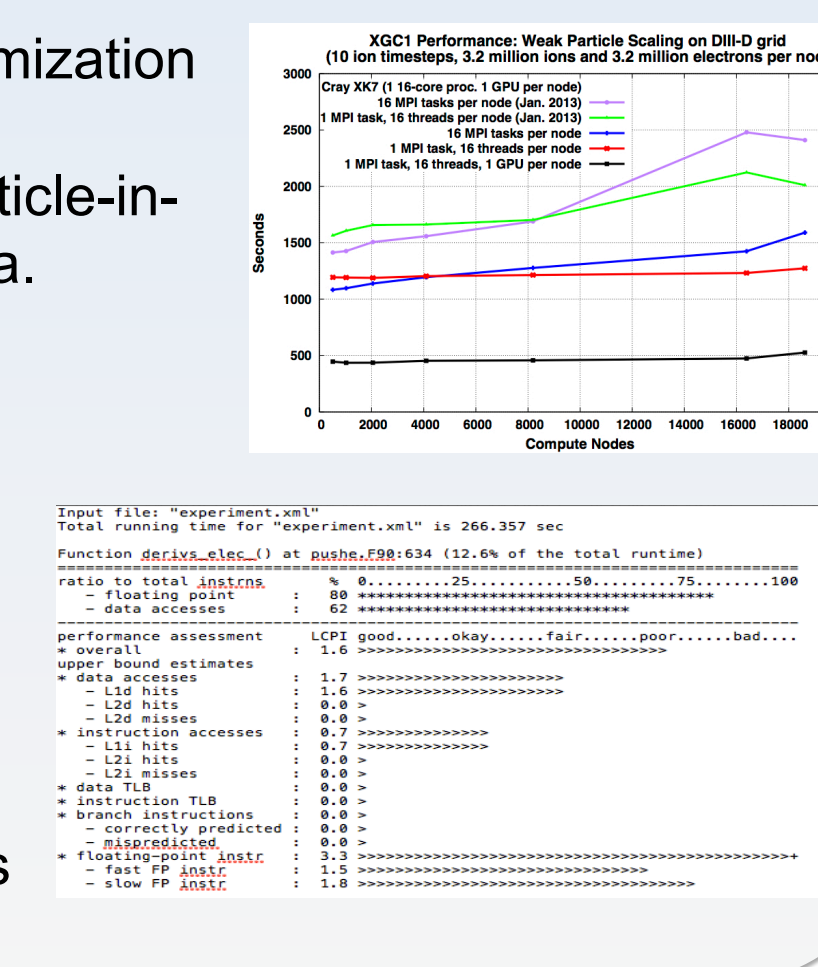 mization
ticle-in-
a.
s
XGC1 Performance: Weak Particle Scaling on DIII-D grid
(10 ion timesteps, 3.2 million ions and 3.2 million electrons per no
Seconds
3000
2500
2000
1500
1000
500
0
Cray XK7 (1 16-core proc. 1 GPU per node)
16 MPI tasks per node (Jan. 2013)
1 MPI task, 16 threads per node (Jan. 2013)
16 MPI tasks per node
1 MPI task, 16 threads per node
1 MPI task, 16 threads, 1 GPU per node
0 2000 4000 6000 8000 10000 12000 14000 16000 18000
Compute Nodes
Input file: "experiment.xml"
Total running time for "experiment.xml" is 266.357 sec
Function derivs_elec_() at pushe.F90:634 (12.6% of the total runtime)
===============================================================================
ratio to total instrns % 0.........25...........50.........75........100
- floating point : 80 ****************************************
- data accesses : 62 *******************************
-------------------------------------------------------------------------------
performance assessment LCPI good......okay......fair......poor......bad....
* overall : 1.6 >>>>>>>>>>>>>>>>>>>>>>>>>>>>>>>>>
upper bound estimates
* data accesses : 1.7 >>>>>>>>>>>>>>>>>>>>>>
- L1d hits : 1.6 >>>>>>>>>>>>>>>>>>>>>>
- L2d hits : 0.0 >
- L2d misses : 0.0 >
* instruction accesses : 0.7 >>>>>>>>>>>>>>
- L1i hits : 0.7 >>>>>>>>>>>>>>
- L2i hits : 0.0 >
- L2i misses : 0.0 >
* data TLB : 0.0 >
* instruction TLB : 0.0 >
* branch instructions : 0.0 >
- correctly predicted : 0.0 >
- mispredicted : 0.0 >
* floating-point instr : 3.3 >>>>>>>>>>>>>>>>>>>>>>>>>>>>>>>>>>>>>>>>>>>>>>+
- fast FP instr : 1.5 >>>>>>>>>>>>>>>>>>>>>>>>>>>>>>>
- slow FP instr : 1.8 >>>>>>>>>>>>>>>>>>>>>>>>>>>>>>>>>>>>